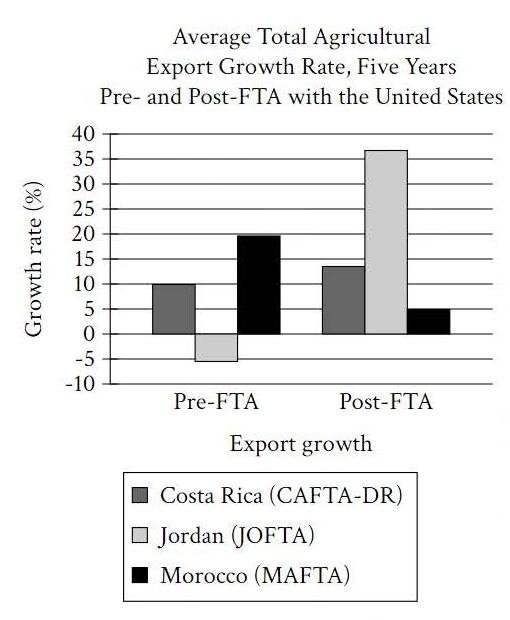 Average Total Agricultural
Export Growth Rate, Five Years
Pre- and Post-FTA with the United States
Growth rate (%)
40
35
30
25
20
15
10
5
0
-5
-10
Pre-FTA Post-FTA
Export growth
Costa Rica (CAFTA-DR)
Jordan (JOFTA)
Morocco (MAFTA)